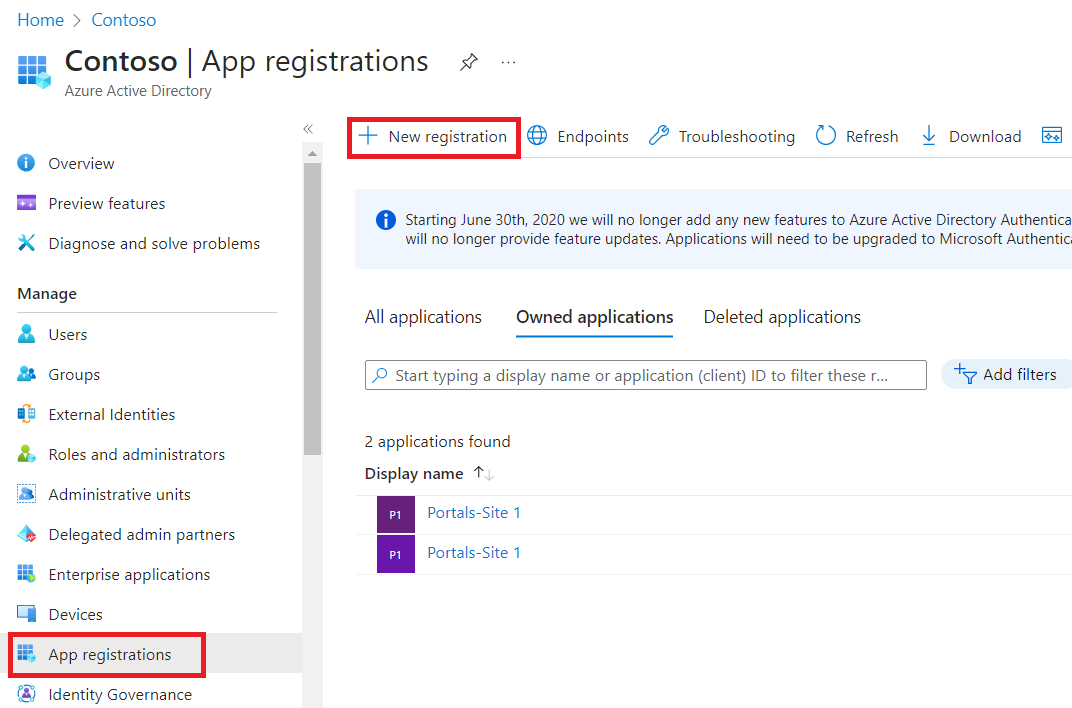 Home > Contoso
Contoso | App registrations
Azure Active Directory
Overview
Preview features
Diagnose and solve problems
Manage
Users
Groups
External Identities
Roles and administrators
Administrative units
Delegated admin partners
Enterprise applications
Devices
App registrations
Identity Governance
New registration Endpoints Troubleshooting Refresh Download
Starting June 30th, 2020 we will no longer add any new features to Azure Active Directory Authentica
will no longer provide feature updates. Applications will need to be upgraded to Microsoft Authentica
All applications Owned applications Deleted applications
Start typing a display name or application (client) ID to filter these r... Add filters
2 applications found
Display name
P1 Portals-Site 1
P1 Portals-Site 1